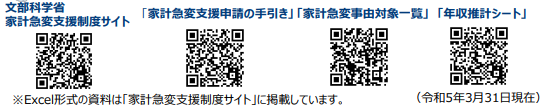 文部科学省
家計急変支援制度サイト 「家計急変支援申請の手引き」「家計急変事由対象一覧」 「年収推計シート」
※Excel形式の資料は「家計急変支援制度サイト」に掲載しています。 （令和5年3月31日現在）